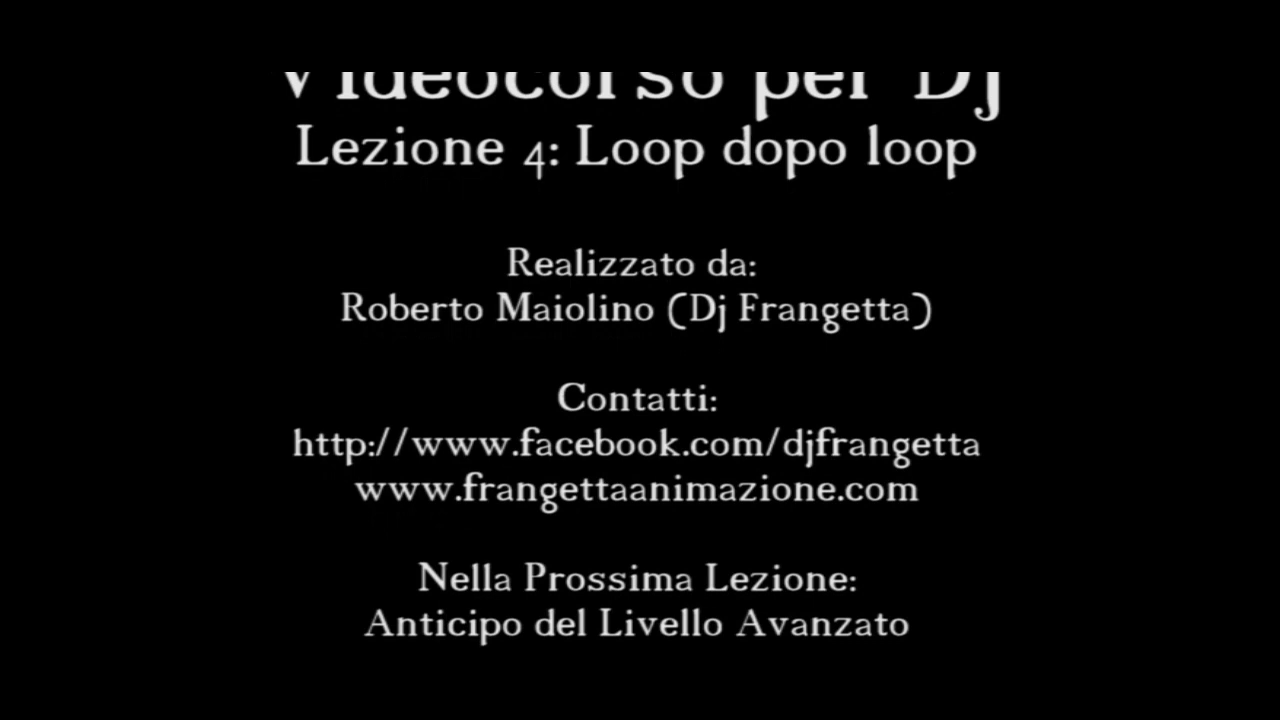 Videocorso per Dj
Lezione 4: Loop dopo loop
Realizzato da:
Roberto Maiolino (Dj Frangetta)
Contatti:
http://www.facebook.com/djfrangetta
www.frangettaanimazione.com
Nella Prossima Lezione:
Anticipo del Livello Avanzato